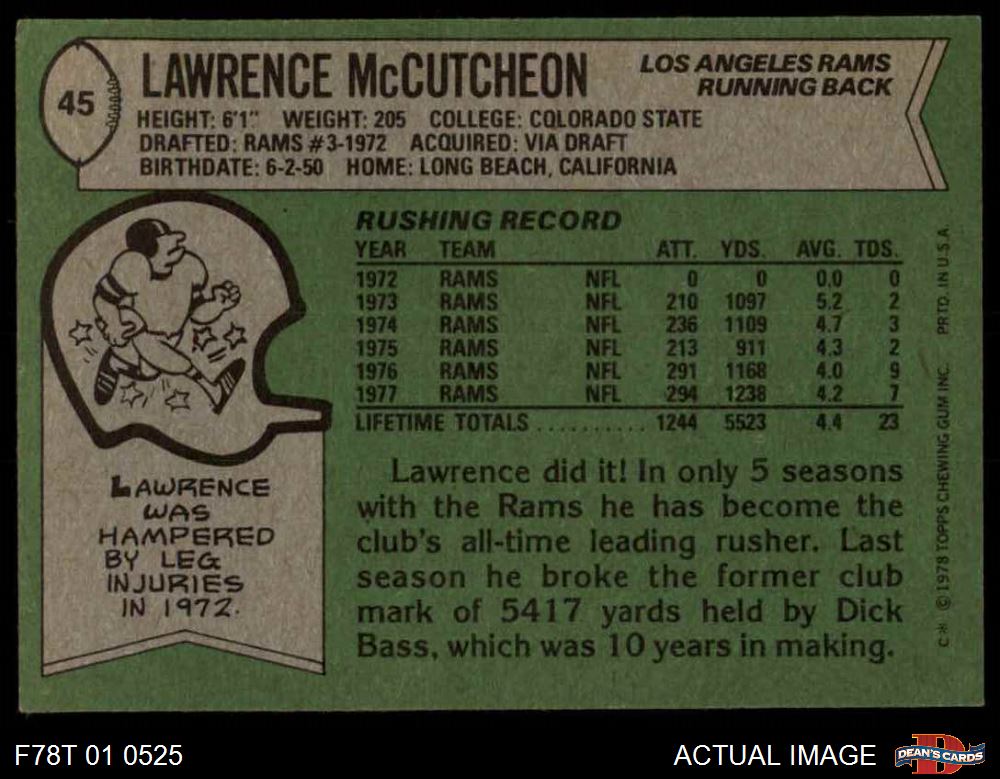 45
LAWRENCE McCUTCHEON
LOS ANGELES RAMS
RUNNING BACK
HEIGHT: 6'1" WEIGHT: 205 COLLEGE: COLORADO STATE
DRAFTED: RAMS #3-1972 ACQUIRED: VIA DRAFT
BIRTHDATE: 6-2-50 HOME: LONG BEACH, CALIFORNIA
RUSHING RECORD
YEAR TEAM ATT. YDS. AVG. TDS.
1972 RAMS NFL 0 0 0.0 0
1973 RAMS NFL 210 1097 5.2 2
1974 RAMS NFL 236 1109 4.7 3
1975 RAMS NFL 213 911 4.3 2
1976 RAMS NFL 291 1168 4.0 9
1977 RAMS NFL 294 1238 4.2 7
LIFETIME TOTALS .......... 1244 5523 4.4 23
LAWRENCE
WAS
HAMPERED
BY LEG
INJURIES
IN 1972.
Lawrence did it! In only 5 seasons
with the Rams he has become the
club's all-time leading rusher. Last
season he broke the former club
mark of 5417 yards held by Dick
Bass, which was 10 years in making.
C* © 1978 TOPPS CHEWING GUM INC. PRTD. IN U.S.A.
F78T 01 0525
ACTUAL IMAGE
D
DEAN'S CARDS